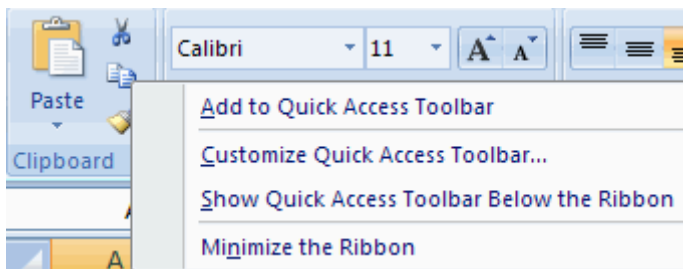 Calibri 11 A A
Paste
Clipboard
Add to Quick Access Toolbar
Customize Quick Access Toolbar...
Show Quick Access Toolbar Below the Ribbon
Minimize the Ribbon
A